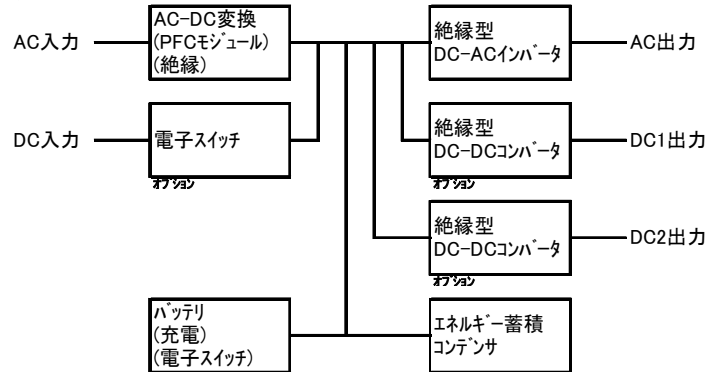 AC入力
AC-DC変換
(PFCﾓｼﾞｭｰﾙ)
(絶縁)
絶縁型
DC-ACｲﾝﾊﾞｰﾀ
AC出力
DC入力
電子ｽｲｯﾁ
ｵﾌﾟｼｮﾝ
絶縁型
DC-DCｺﾝﾊﾞｰﾀ
ｵﾌﾟｼｮﾝ
DC1出力
絶縁型
DC-DCｺﾝﾊﾞｰﾀ
ｵﾌﾟｼｮﾝ
DC2出力
ﾊﾞｯﾃﾘ
(充電)
(電子ｽｲｯﾁ)
ｴﾈﾙｷﾞｰ蓄積
ｺﾝﾃﾞﾝｻ